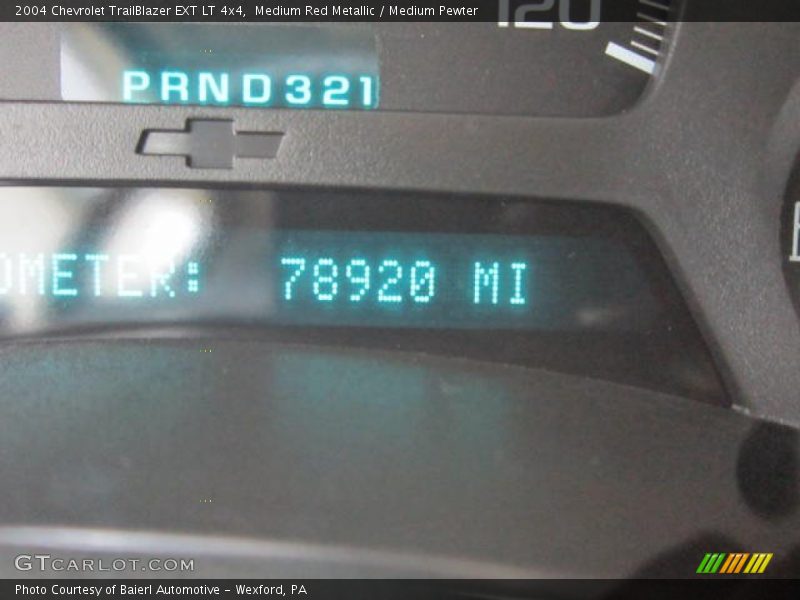 2004 Chevrolet TrailBlazer EXT LT 4x4, Medium Red Metallic / Medium Pewter
120
PRND321
OMETER: 78920 MI
GTCARLOT.COM
Photo Courtesy of Baierl Automotive - Wexford, PA